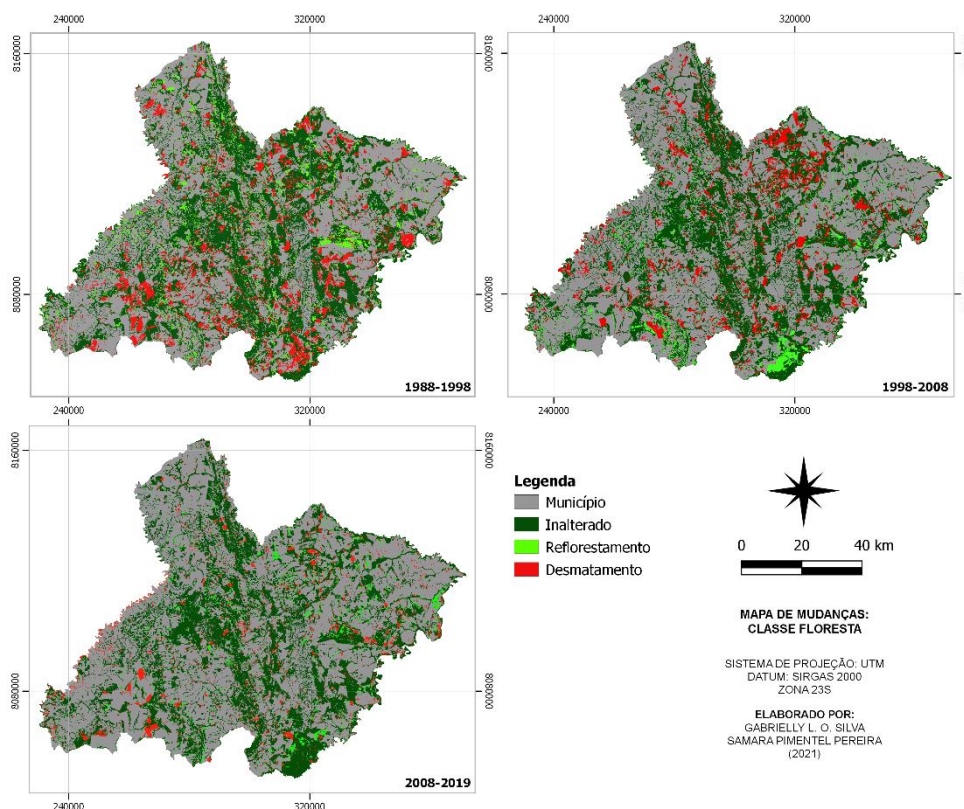 240000 320000
8160000
8080000
1988-1998
240000 320000
8160000
8080000
1998-2008
240000 320000
240000 320000
8160000
8080000
2008-2019
240000 320000
Legenda
Município
Inalterado
Reflorestamento
Desmatamento
0 20 40 km
MAPA DE MUDANÇAS:
CLASSE FLORESTA
SISTEMA DE PROJEÇÃO: UTM
DATUM: SIRGAS 2000
ZONA 23S
ELABORADO POR:
GABRIELLY L. O. SILVA
SAMARA PIMENTEL PEREIRA
(2021)